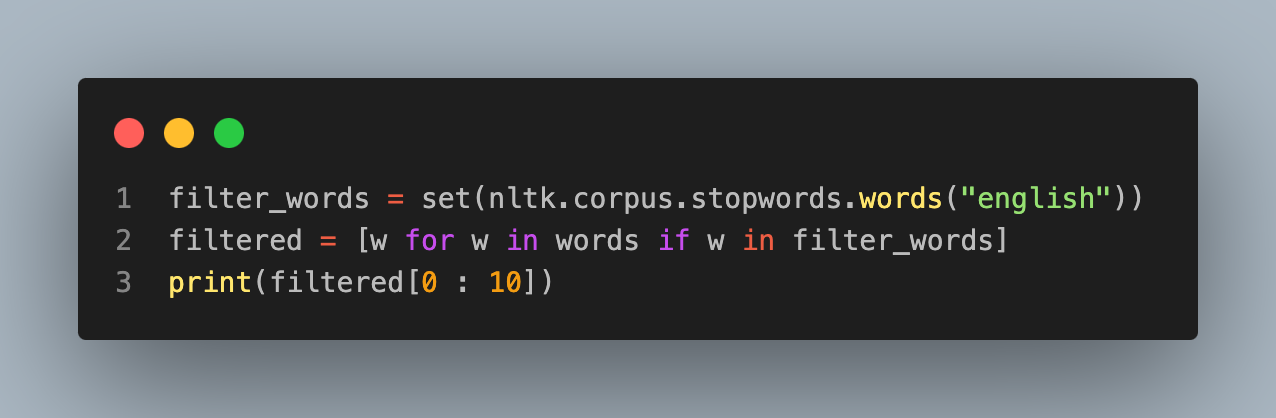 1 filter_words = set(nltk.corpus.stopwords.words("english"))
2 filtered = [w for w in words if w in filter_words]
3 print(filtered[0 : 10])